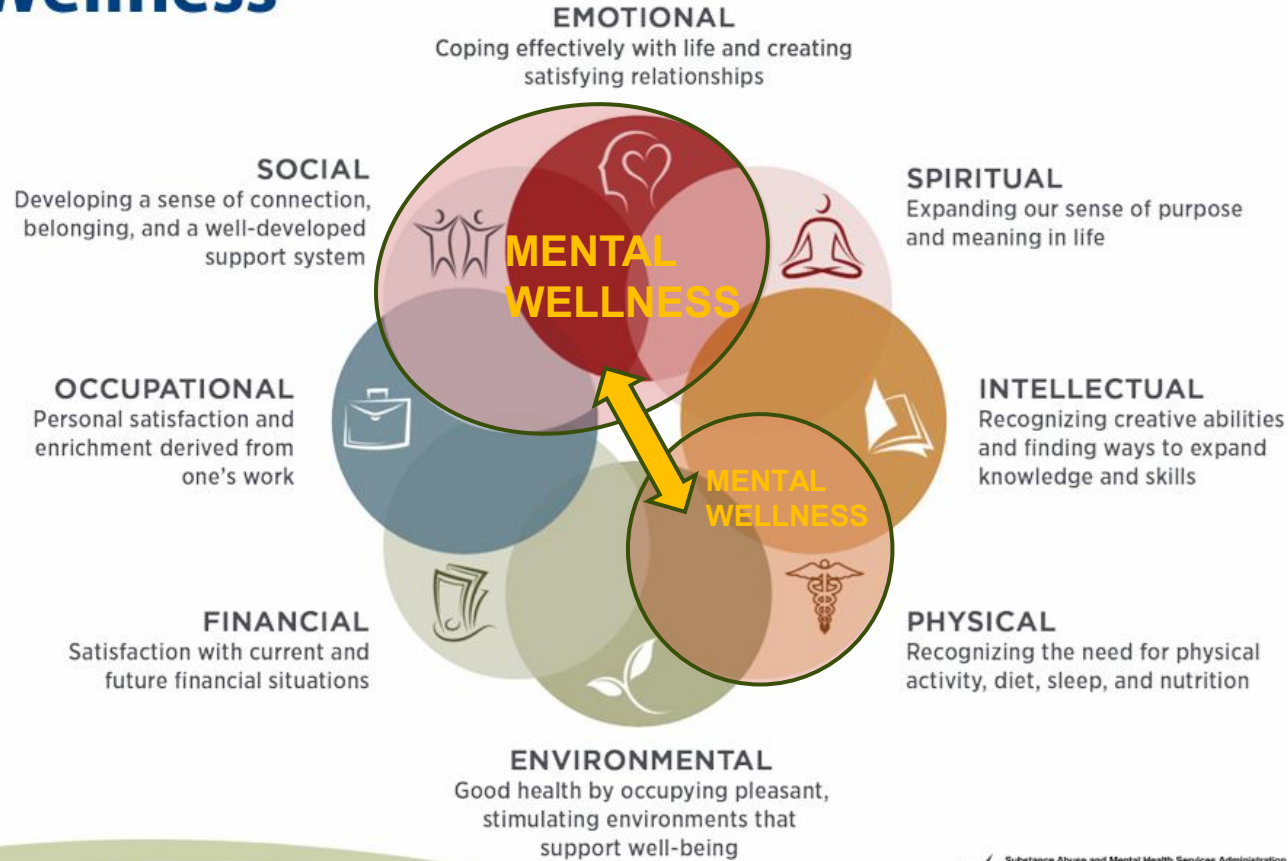 Wellness
EMOTIONAL
Coping effectively with life and creating
satisfying relationships
SOCIAL
Developing a sense of connection,
belonging, and a well-developed
support system
SPIRITUAL
Expanding our sense of purpose
and meaning in life
MENTAL
WELLNESS
OCCUPATIONAL
Personal satisfaction and
enrichment derived from
one's work
INTELLECTUAL
Recognizing creative abilities
and finding ways to expand
knowledge and skills
MENTAL
WELLNESS
FINANCIAL
Satisfaction with current and
future financial situations
PHYSICAL
Recognizing the need for physical
activity, diet, sleep, and nutrition
ENVIRONMENTAL
Good health by occupying pleasant,
stimulating environments that
support well-being
Substance Abuse and Mental Health Services Administration